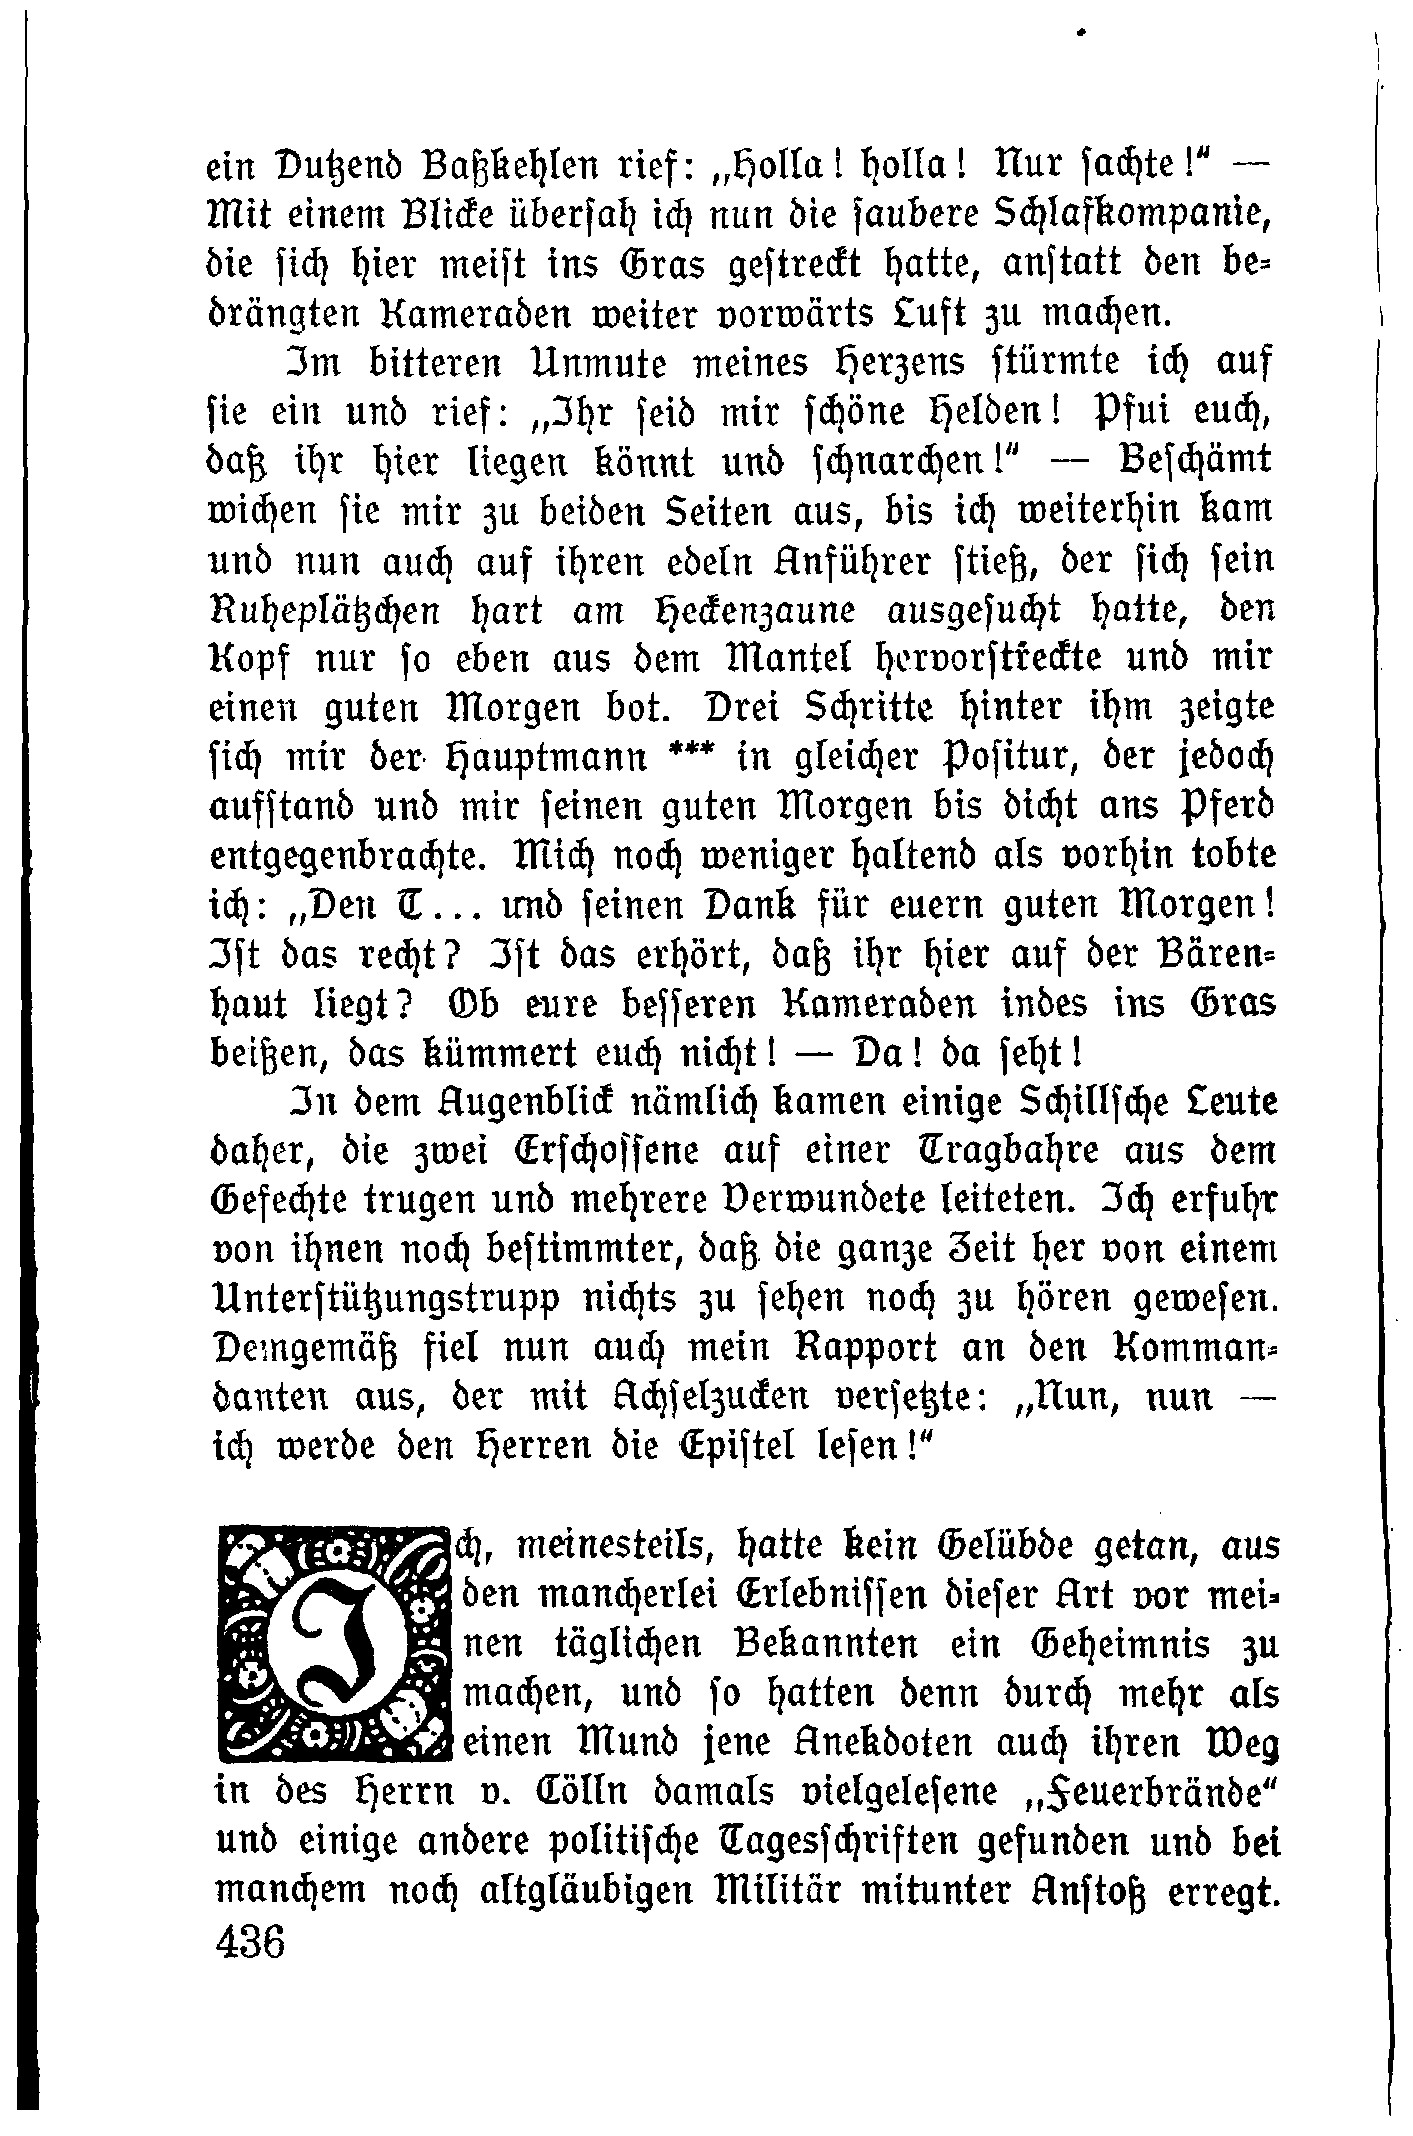 ein Dutzend Baßkehlen rief: „Holla! holla! Nur sachte!“ —
Mit einem Blicke übersah ich nun die saubere Schlafkompanie,
die sich hier meist ins Gras gestreckt hatte, anstatt den be-
drängten Kameraden weiter vorwärts Luft zu machen.
Im bitteren Unmute meines Herzens stürmte ich auf
sie ein und rief: „Ihr seid mir schöne Helden! Pfui euch,
daß ihr hier liegen könnt und schnarchen!“ — Beschämt
wichen sie mir zu beiden Seiten aus, bis ich weiterhin kam
und nun auch auf ihren edeln Anführer stieß, der sich sein
Ruheplätzchen hart am Heckenzaune ausgesucht hatte, den
Kopf nur so eben aus dem Mantel hervorstreckte und mir
einen guten Morgen bot. Drei Schritte hinter ihm zeigte
sich mir der Hauptmann *** in gleicher Positur, der jedoch
aufstand und mir seinen guten Morgen bis dicht ans Pferd
entgegenbrachte. Mich noch weniger haltend als vorhin tobte
ich: „Den T... und seinen Dank für euern guten Morgen!
Ist das recht? Ist das erhört, daß ihr hier auf der Bären-
haut liegt? Ob eure besseren Kameraden indes ins Gras
beißen, das kümmert euch nicht! — Da! da seht!
In dem Augenblick nämlich kamen einige Schillsche Leute
daher, die zwei Erschossene auf einer Tragbahre aus dem
Gefechte trugen und mehrere Verwundete leiteten. Ich erfuhr
von ihnen noch bestimmter, daß die ganze Zeit her von einem
Unterstützungstrupp nichts zu sehen noch zu hören gewesen.
Demgemäß fiel nun auch mein Rapport an den Komman-
danten aus, der mit Achselzucken versetzte: „Nun, nun —
ich werde den Herren die Epistel lesen!“
Ich, meinesteils, hatte kein Gelübde getan, aus
den mancherlei Erlebnissen dieser Art vor mei-
nen täglichen Bekannten ein Geheimnis zu
machen, und so hatten denn durch mehr als
einen Mund jene Anekdoten auch ihren Weg
in des Herrn v. Cölln damals vielgelesene „Feuerbrände“
und einige andere politische Tagesschriften gefunden und bei
manchem noch altgläubigen Militär mitunter Anstoß erregt.
436